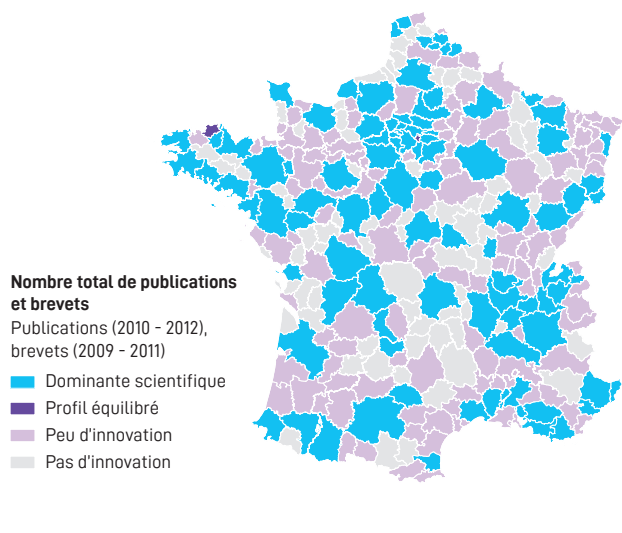 Nombre total de publications
et brevets
Publications (2010 - 2012),
brevets (2009 - 2011)
Dominante scientifique
Profil équilibré
Peu d'innovation
Pas d'innovation